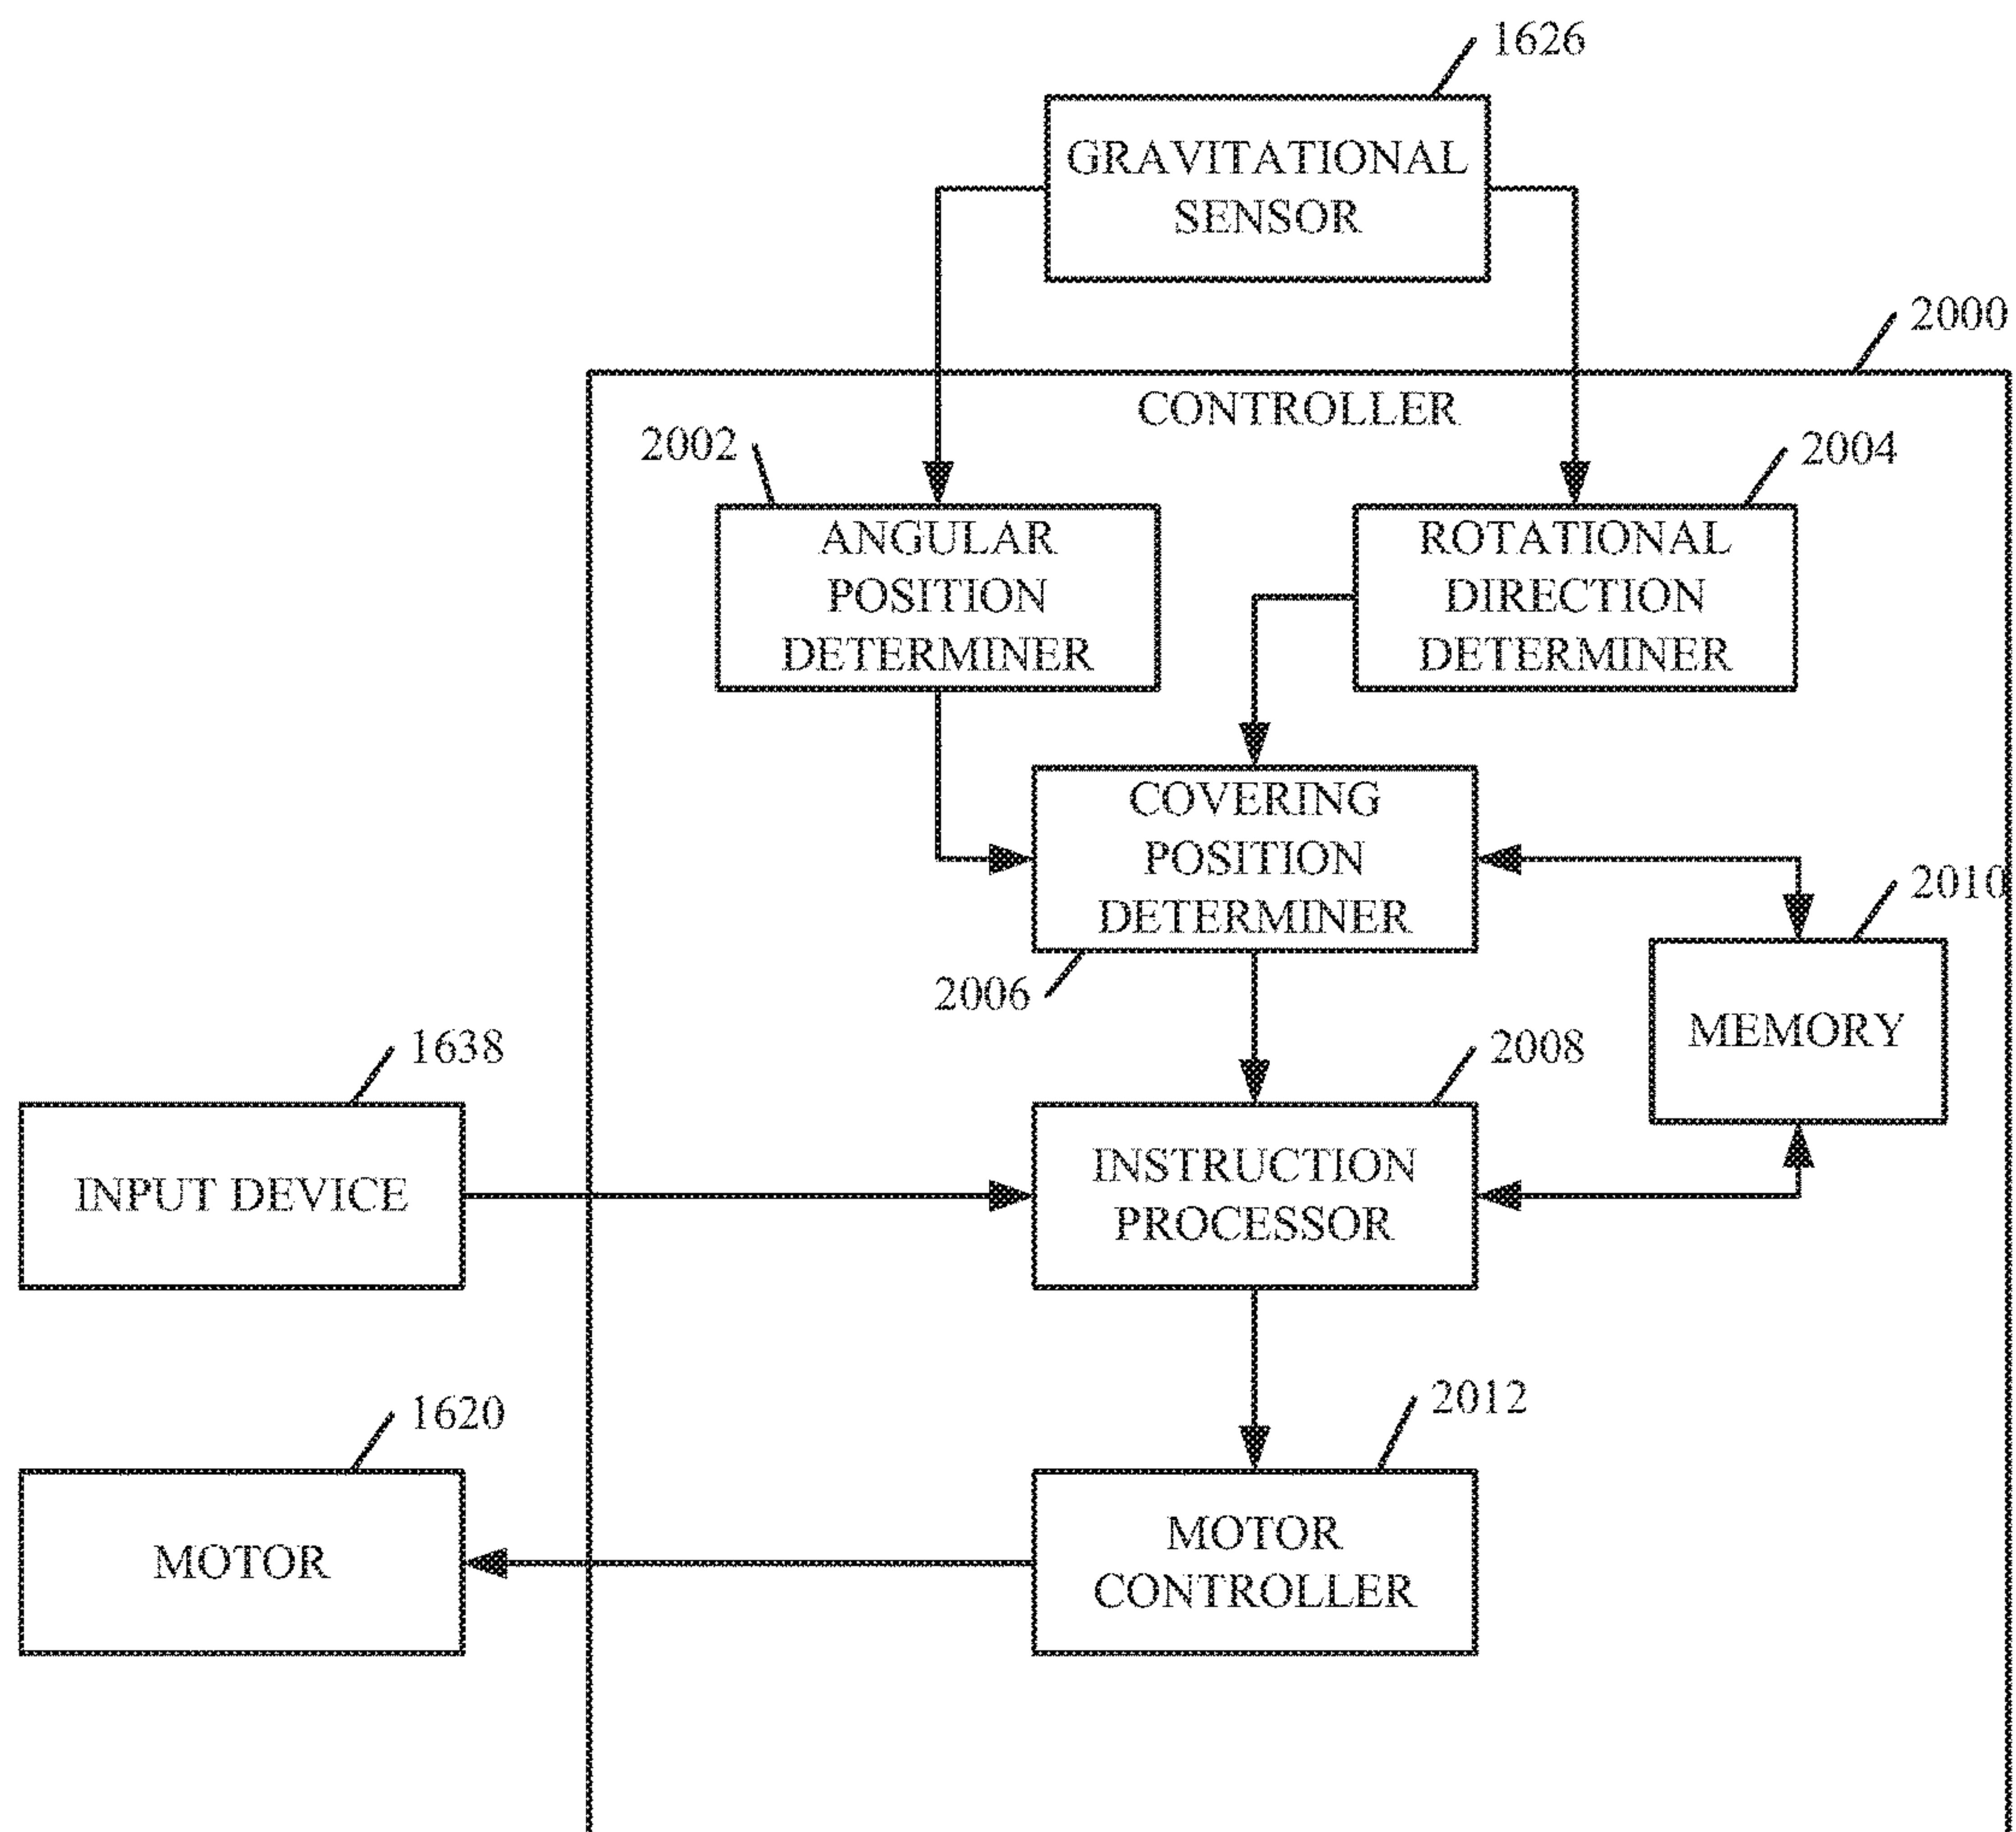 1626
GRAVITATIONAL
SENSOR
2000
CONTROLLER
2002
2004
ANGULAR
POSITION
DETERMINER
ROTATIONAL
DIRECTION
DETERMINER
COVERING
POSITION
DETERMINER
2010
2006
MEMORY
1638
2008
INPUT DEVICE
INSTRUCTION
PROCESSOR
1620
2012
MOTOR
MOTOR
CONTROLLER